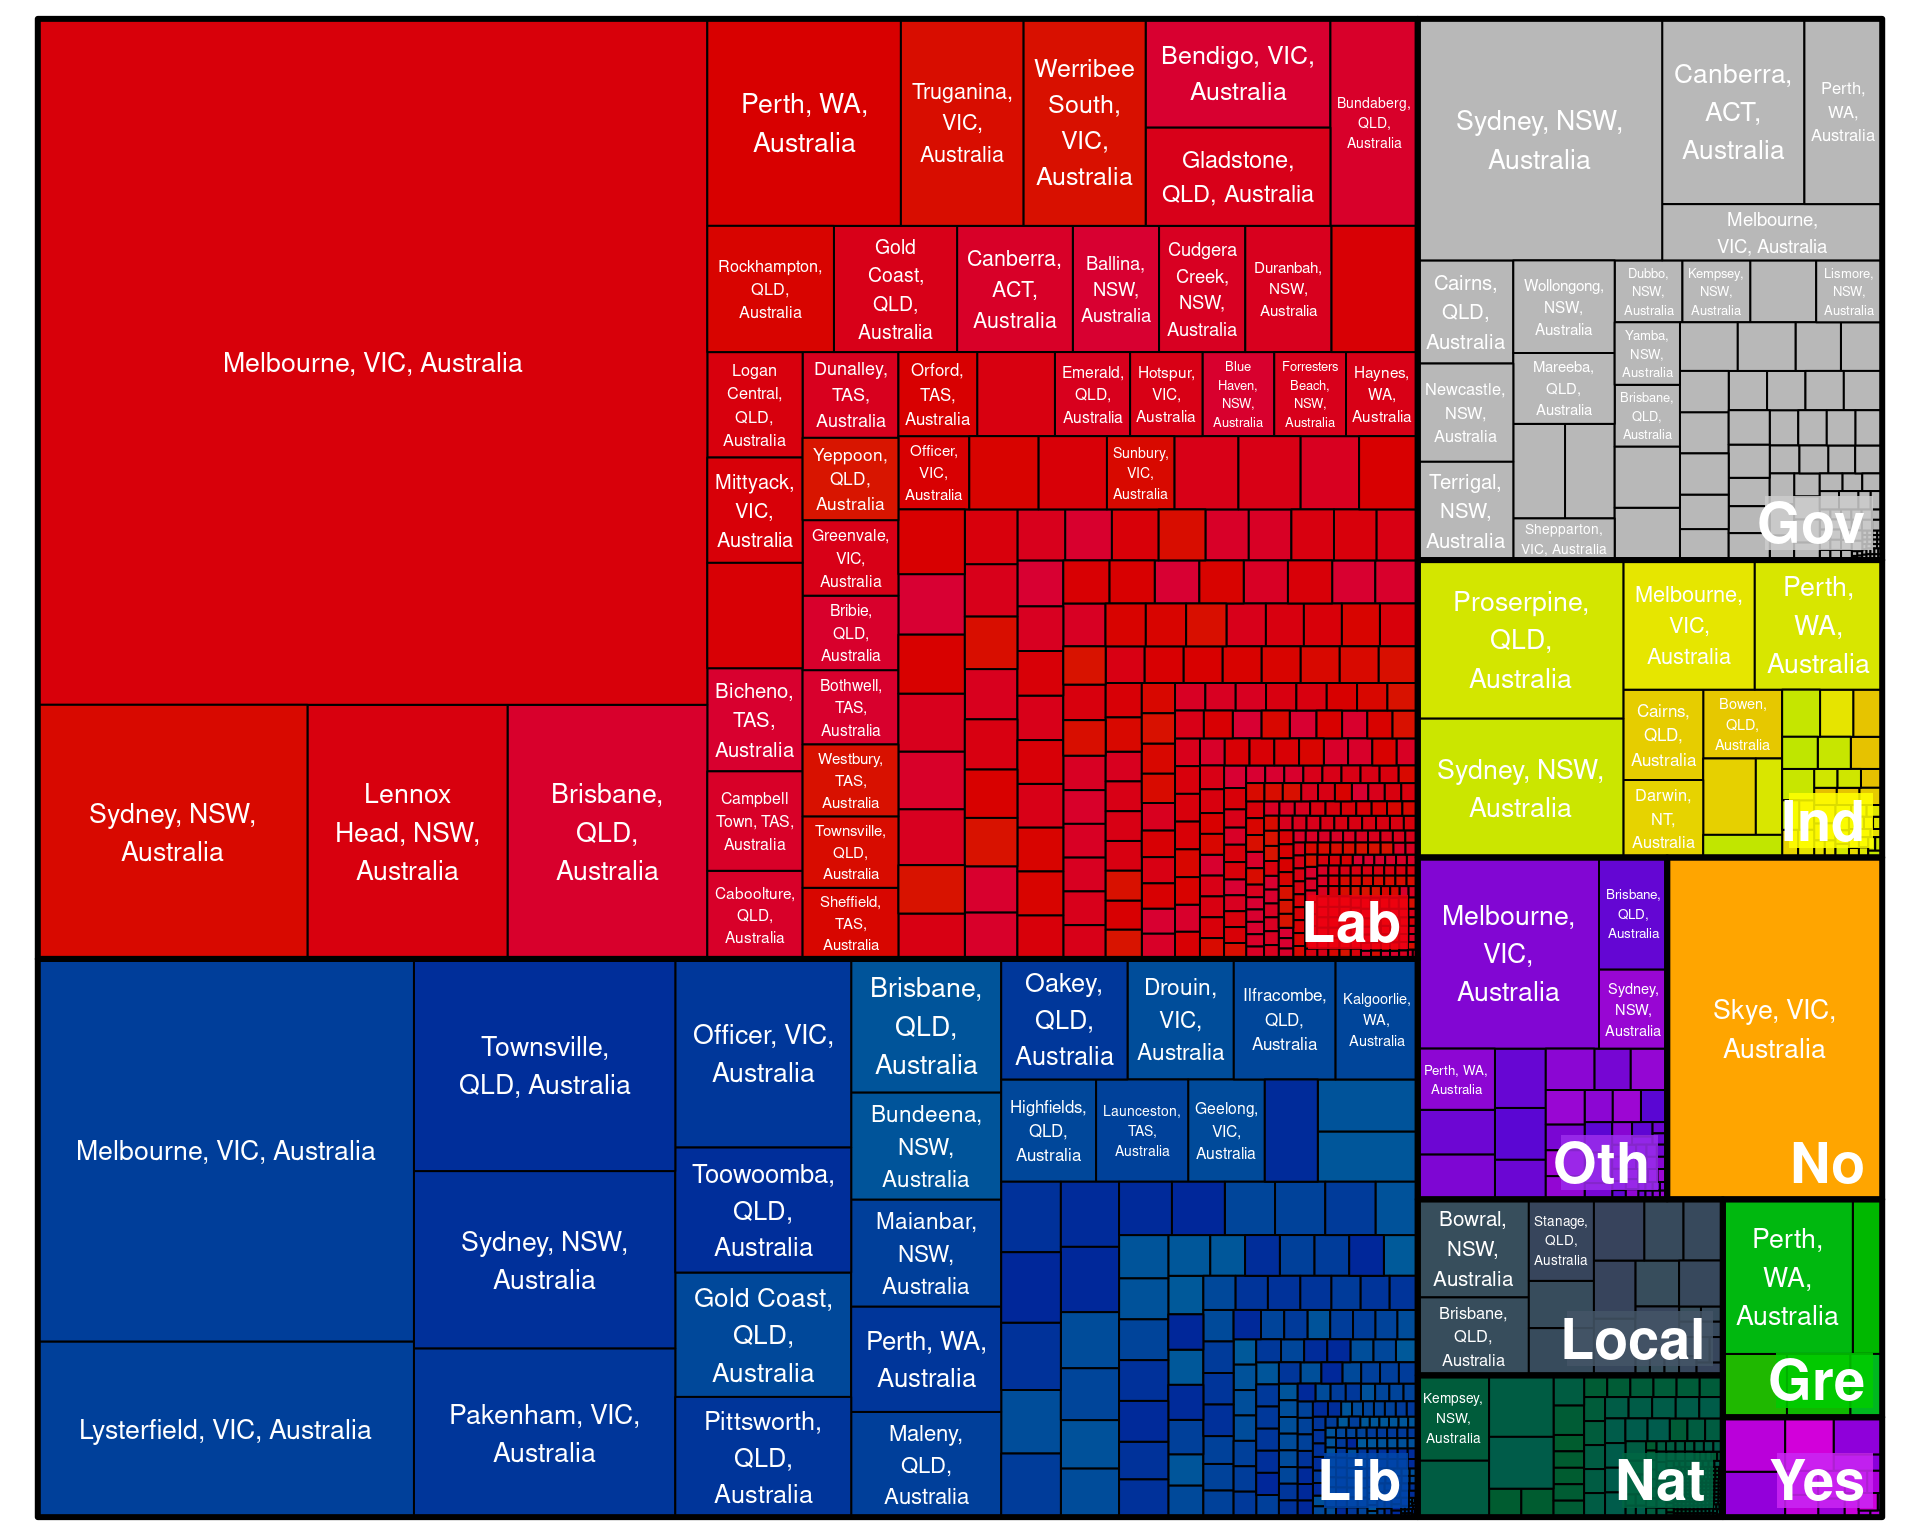 Melbourne, VIC, Australia
Sydney, NSW,
Australia
Lennox
Head, NSW,
Australia
Brisbane,
QLD,
Australia
Perth, WA,
Australia
Truganina,
VIC,
Australia
Werribee
South,
VIC,
Australia
Bendigo, VIC,
Australia
Gladstone,
QLD, Australia
Bundaberg,
QLD,
Australia
Rockhampton,
QLD,
Australia
Gold
Coast,
QLD,
Australia
Canberra,
ACT,
Australia
Ballina,
NSW,
Australia
Cudgera
Creek,
NSW,
Australia
Duranbah,
NSW,
Australia
Logan
Central,
QLD,
Australia
Mittyack,
VIC,
Australia
Bicheno,
TAS,
Australia
Campbell
Town, TAS,
Australia
Caboolture,
QLD,
Australia
Dunalley,
TAS,
Australia
Yeppoon,
QLD,
Australia
Greenvale,
VIC,
Australia
Bribie,
QLD,
Australia
Bothwell,
TAS,
Australia
Westbury,
TAS,
Australia
Townsville,
QLD,
Australia
Sheffield,
TAS,
Australia
Orford,
TAS,
Australia
Emerald,
QLD,
Australia
Hotspur,
VIC,
Australia
Blue
Haven,
NSW,
Australia
Forresters
Beach,
NSW,
Australia
Haynes,
WA,
Australia
Officer,
VIC,
Australia
Sunbury,
VIC,
Australia
Lab
Melbourne, VIC, Australia
Lysterfield, VIC, Australia
Townsville,
QLD, Australia
Sydney, NSW,
Australia
Pakenham, VIC,
Australia
Officer, VIC,
Australia
Toowoomba,
QLD,
Australia
Gold Coast,
QLD,
Australia
Pittsworth,
QLD,
Australia
Brisbane,
QLD,
Australia
Bundeena,
NSW,
Australia
Maianbar,
NSW,
Australia
Perth, WA,
Australia
Maleny,
QLD,
Australia
Oakey,
QLD,
Australia
Drouin,
VIC,
Australia
Ilfracombe,
QLD,
Australia
Kalgoorlie,
WA,
Australia
Highfields,
QLD,
Australia
Launceston,
TAS,
Australia
Geelong,
VIC,
Australia
Lib
Sydney, NSW,
Australia
Canberra,
ACT,
Australia
Perth,
WA,
Australia
Melbourne,
VIC, Australia
Cairns,
QLD,
Australia
Newcastle,
NSW,
Australia
Terrigal,
NSW,
Australia
Wollongong,
NSW,
Australia
Mareeba,
QLD,
Australia
Shepparton,
VIC, Australia
Dubbo,
NSW,
Australia
Kempsey,
NSW,
Australia
Lismore,
NSW,
Australia
Yamba,
NSW,
Australia
Brisbane,
QLD,
Australia
Gov
Proserpine,
QLD,
Australia
Sydney, NSW,
Australia
Melbourne,
VIC,
Australia
Perth,
WA,
Australia
Cairns,
QLD,
Australia
Darwin,
NT,
Australia
Bowen,
QLD,
Australia
Ind
Melbourne,
VIC,
Australia
Brisbane,
QLD,
Australia
Sydney,
NSW,
Australia
Perth, WA,
Australia
Oth
Skye, VIC,
Australia
No
Bowral,
NSW,
Australia
Brisbane,
QLD,
Australia
Stanage,
QLD,
Australia
Local
Perth,
WA,
Australia
Gre
Kempsey,
NSW,
Australia
Nat
Yes